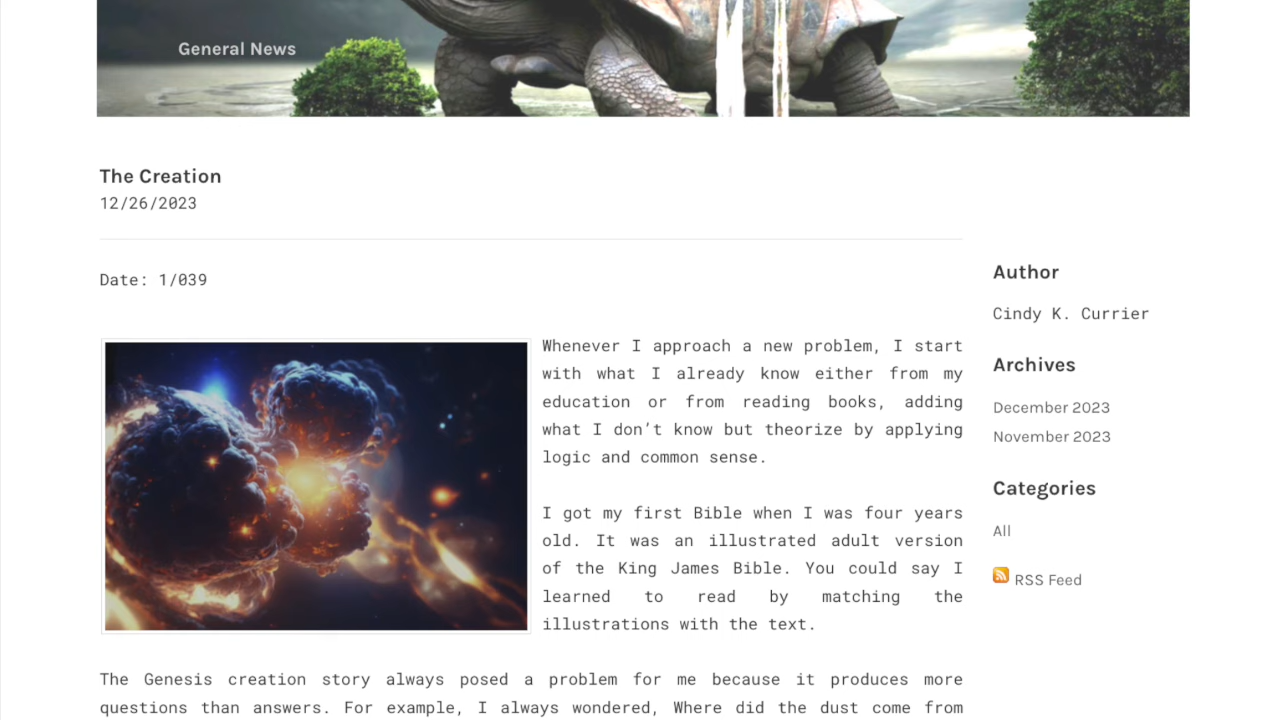 General News
The Creation
12/26/2023
Date: 1/039
Whenever I approach a new problem, I start
with what I already know either from my
education or from reading books, adding
what I don’t know but theorize by applying
logic and common sense.
I got my first Bible when I was four years
old. It was an illustrated adult version
of the King James Bible. You could say I
learned to read by matching the
illustrations with the text.
The Genesis creation story always posed a problem for me because it produces more
questions than answers. For example, I always wondered, Where did the dust come from
Author
Cindy K. Currier
Archives
December 2023
November 2023
Categories
All
RSS Feed